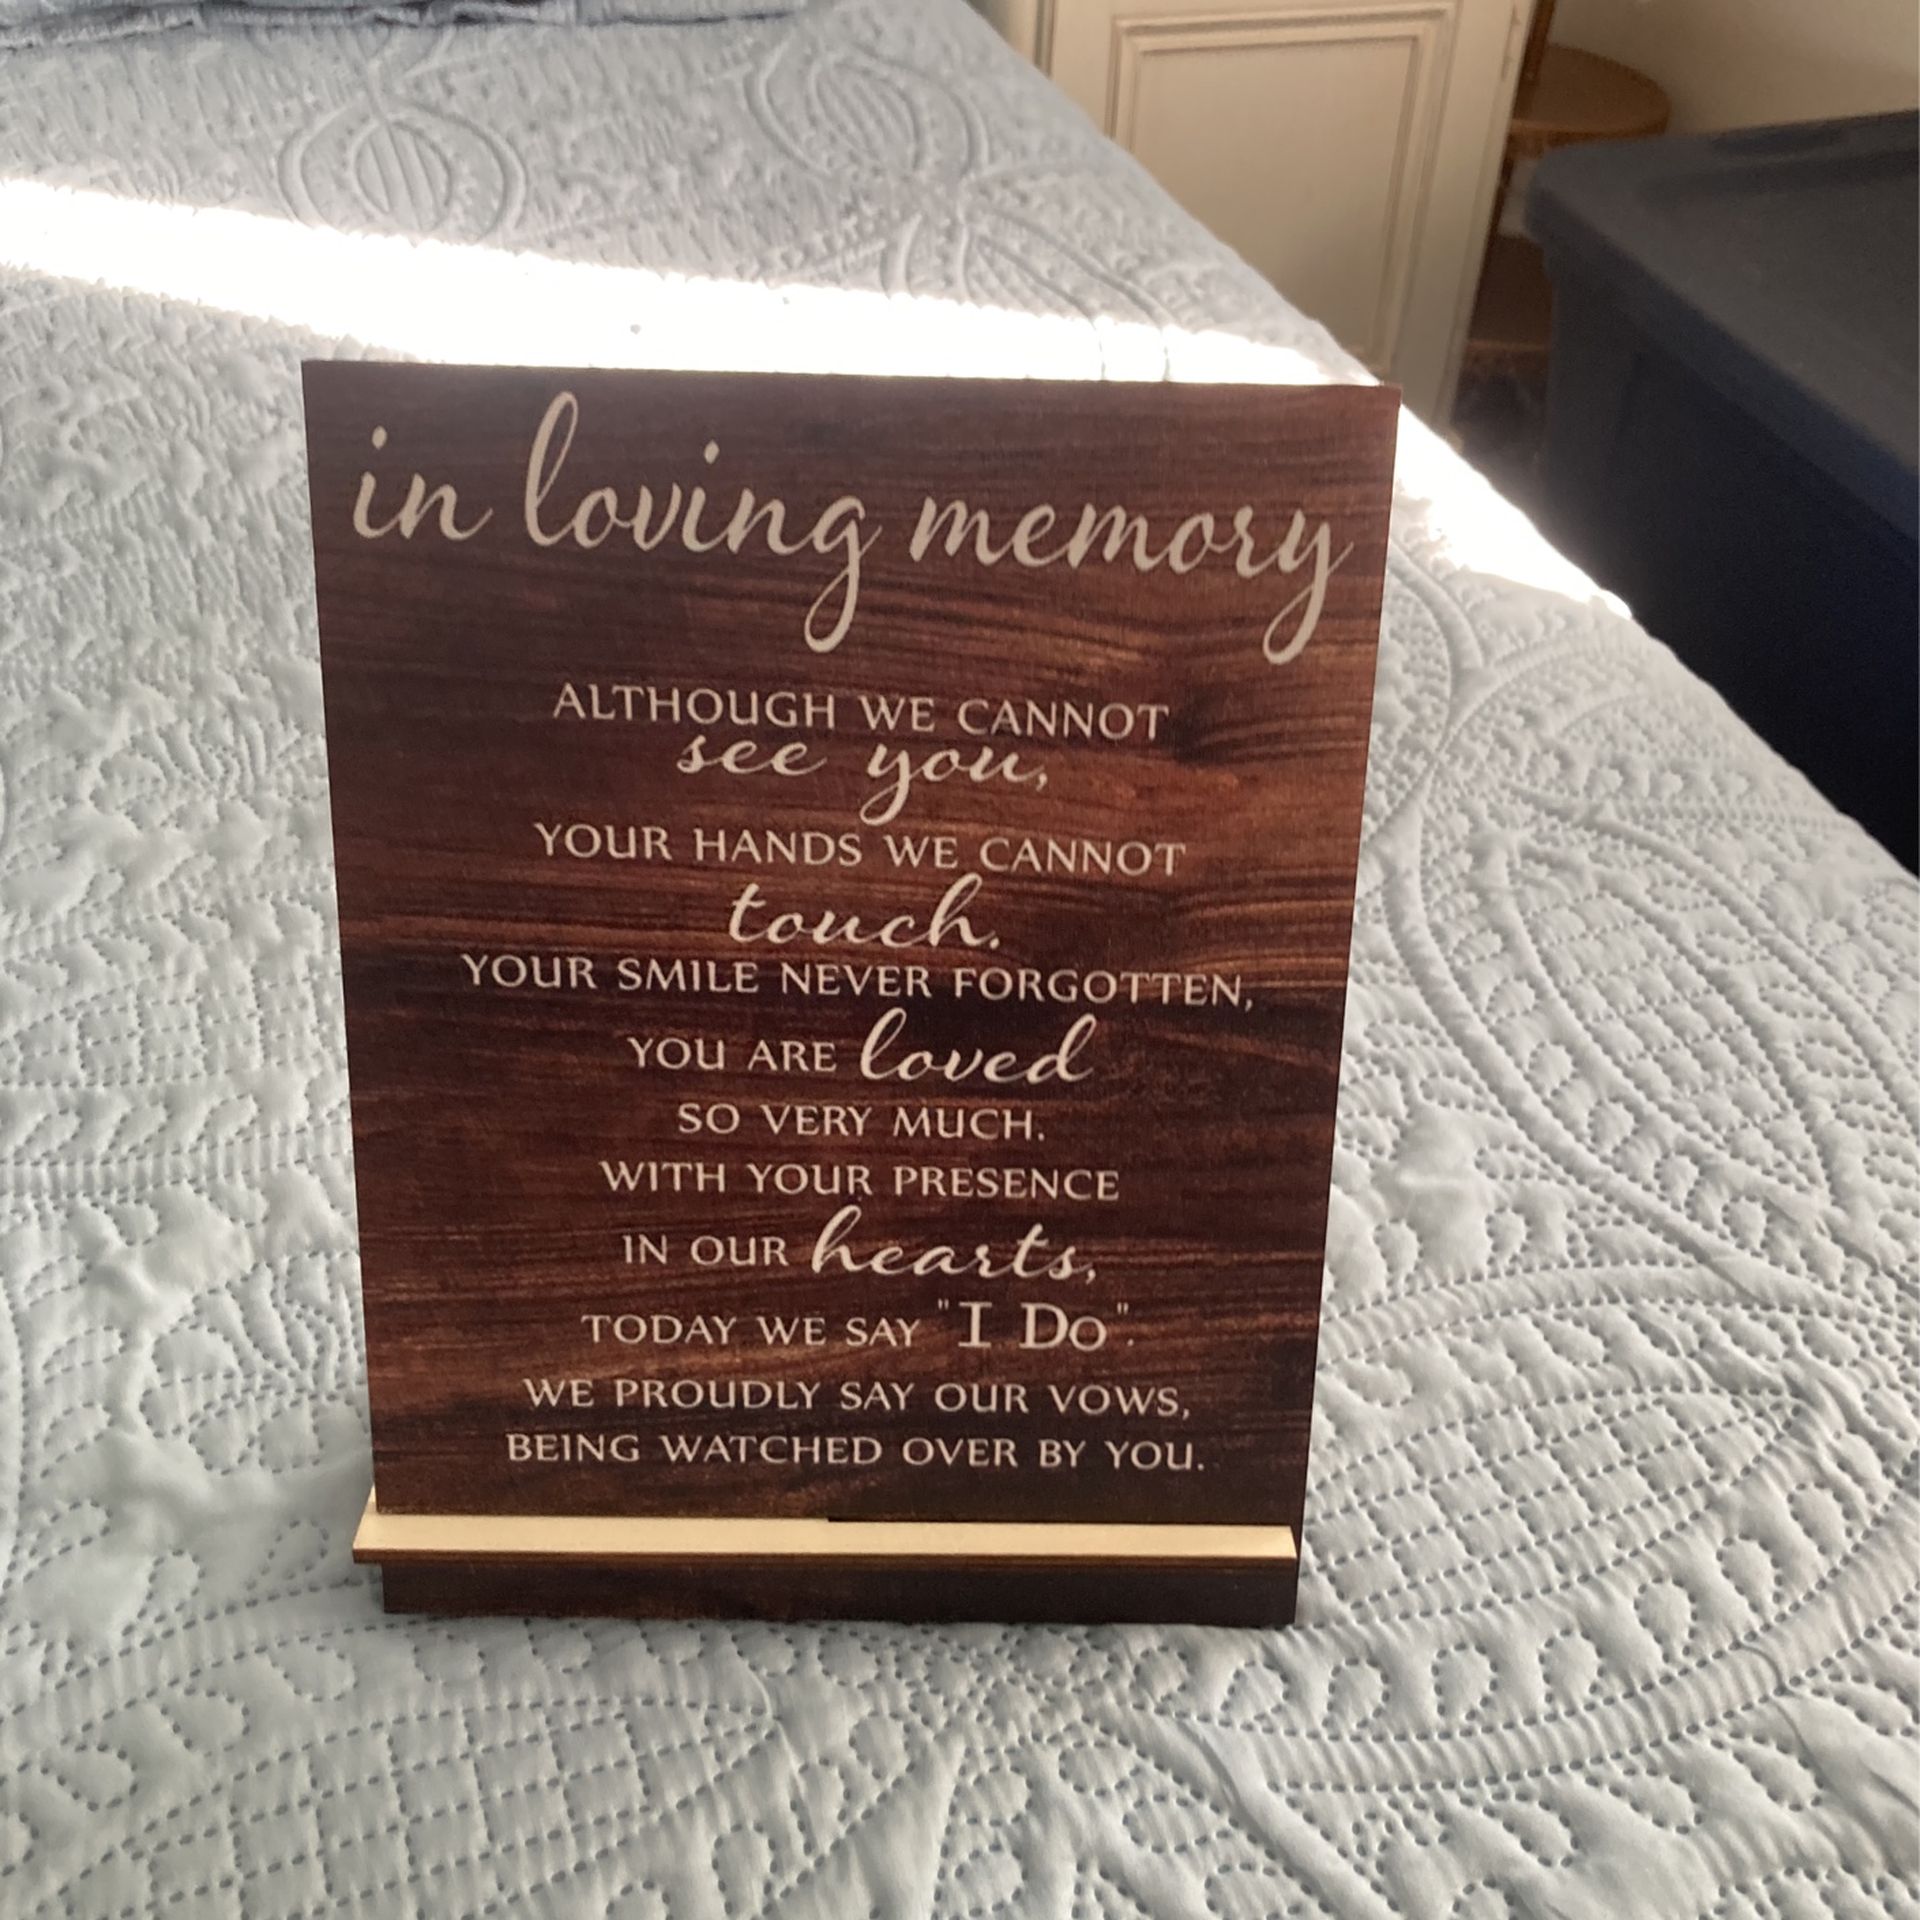 in loving memory
ALTHOUGH WE CANNOT
see you,
YOUR HANDS WE CANNOT
touch.
YOUR SMILE NEVER FORGOTTEN,
YOU ARE loved
SO VERY MUCH.
WITH YOUR PRESENCE
IN OUR hearts,
TODAY WE SAY "I DO".
WE PROUDLY SAY OUR VOWS,
BEING WATCHED OVER BY YOU.